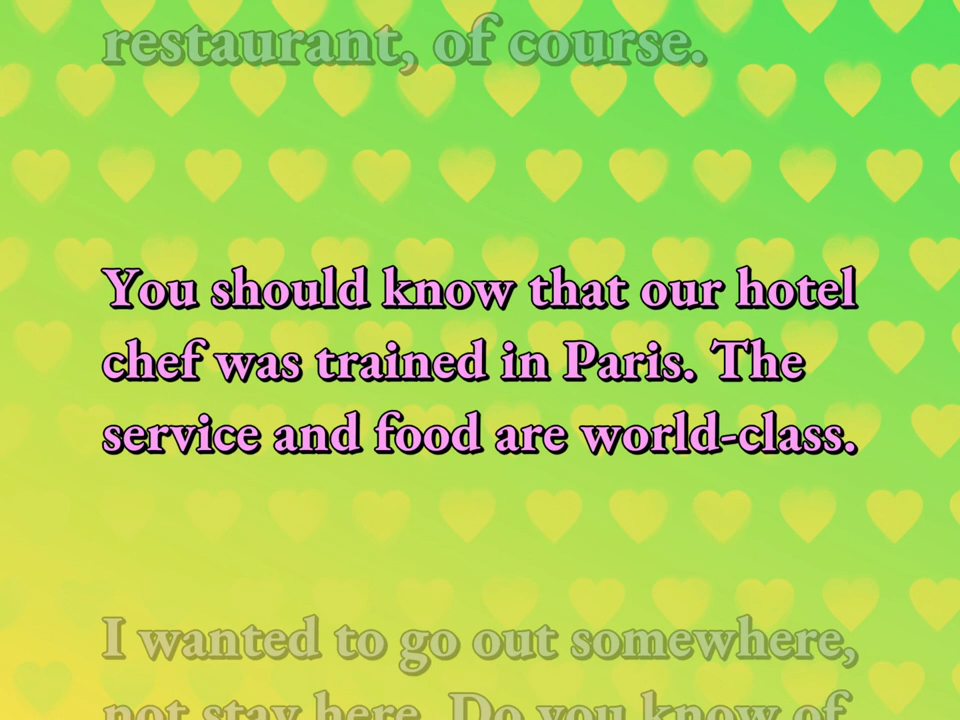 restaurant, of course.
You should know that our hotel
chef was trained in Paris. The
service and food are world-class.
I wanted to go out somewhere,
not stay here. Do you know of